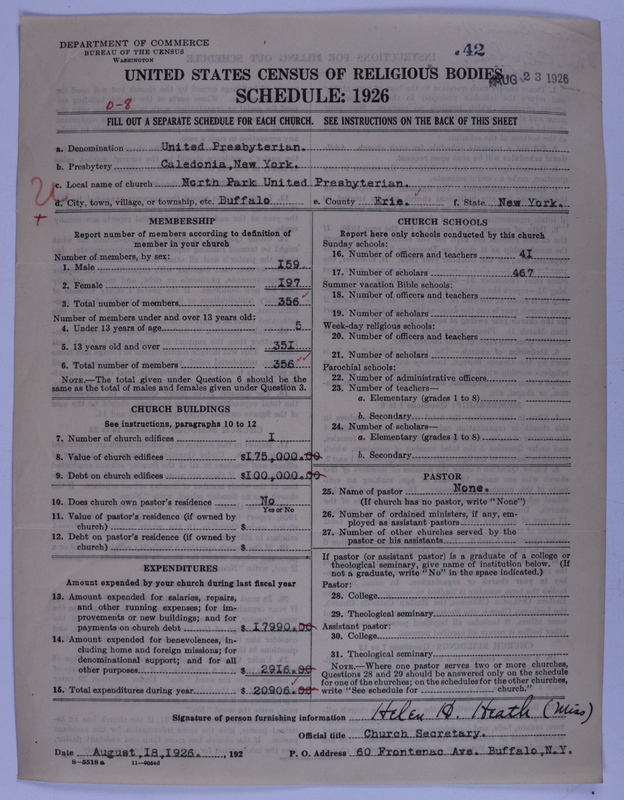 DEPARTMENT OF COMMERCE
BUREAU OF THE CENSUS
WASHINGTON
42
UNITED STATES CENSUS OF RELIGIOUS BODIES
AUG 23 1926
SCHEDULE: 1926
0-8
FILL OUT A SEPARATE SCHEDULE FOR EACH CHURCH. SEE INSTRUCTIONS ON THE BACK OF THIS SHEET
a. Denomination United Presbyterian.
b. Presbytery Caledonia,New York.
c. Local name of church North Park United Presbyterian.
d. City, town, village, or township, etc. Buffalo e. County Erie. f. State New York.
MEMBERSHIP
Report number of members according to definition of member in your church
Number of members, by sex:
1. Male 159
2. Female 197
3. Total number of members 356
Number of members under and over 13 years old:
4. Under 13 years of age 5
5. 13 years old and over 351
6. Total number of members 356
NOTE.—The total given under Question 6 should be the
same as the total of males and females given under Question 3.
CHURCH BUILDINGS
See instructions, paragraphs 10 to 12
7. Number of church edifices 1
8. Value of church edifices $175,000.00
9. Debt on church edifices $100,000.00
10. Does church own pastor's residence No
Yes or No
11. Value of pastor's residence (if owned by
church) $
12. Debt on pastor's residence (if owned by
church) $
EXPENDITURES
Amount expended by your church during last fiscal year
13. Amount expended for salaries, repairs,
and other running expenses; for im-
provements or new buildings; and for
payments on church debt $ 17990.00
14. Amount expended for benevolences, in-
cluding home and foreign missions; for
denominational support; and for all
other purposes $ 2916.00
15. Total expenditures during year $ 20906.00
CHURCH SCHOOLS
Report here only schools conducted by this church
Sunday schools:
16. Number of officers and teachers 41
17. Number of scholars 467
Summer vacation Bible schools:
18. Number of officers and teachers
19. Number of scholars
Week-day religious schools:
20. Number of officers and teachers
21. Number of scholars
Parochial schools:
22. Number of administrative officers
23. Number of teachers—
a. Elementary (grades 1 to 8)
b. Secondary
24. Number of scholars—
a. Elementary (grades 1 to 8)
b. Secondary
PASTOR
25. Name of pastor None.
(If church has no pastor, write "None")
26. Number of ordained ministers, if any, em-
ployed as assistant pastors
27. Number of other churches served by the
pastor or his assistants
If pastor (or assistant pastor) is a graduate of a college or
theological seminary, give name of institution below. (If
not a graduate, write "No" in the space indicated.)
Pastor:
28. College
29. Theological seminary
Assistant pastor:
30. College
31. Theological seminary
NOTE.—Where one pastor serves two or more churches,
Questions 28 and 29 should be answered only on the schedule
for one of the churches; on the schedules for the other churches,
write "See schedule for church."
Signature of person furnishing information Helen D. Heath (Miss)
Official title Church Secretary.
Date August,18,1926. , 192 P. O. Address 60 Frontenac Ave. Buffalo,N.Y.
8-5518a